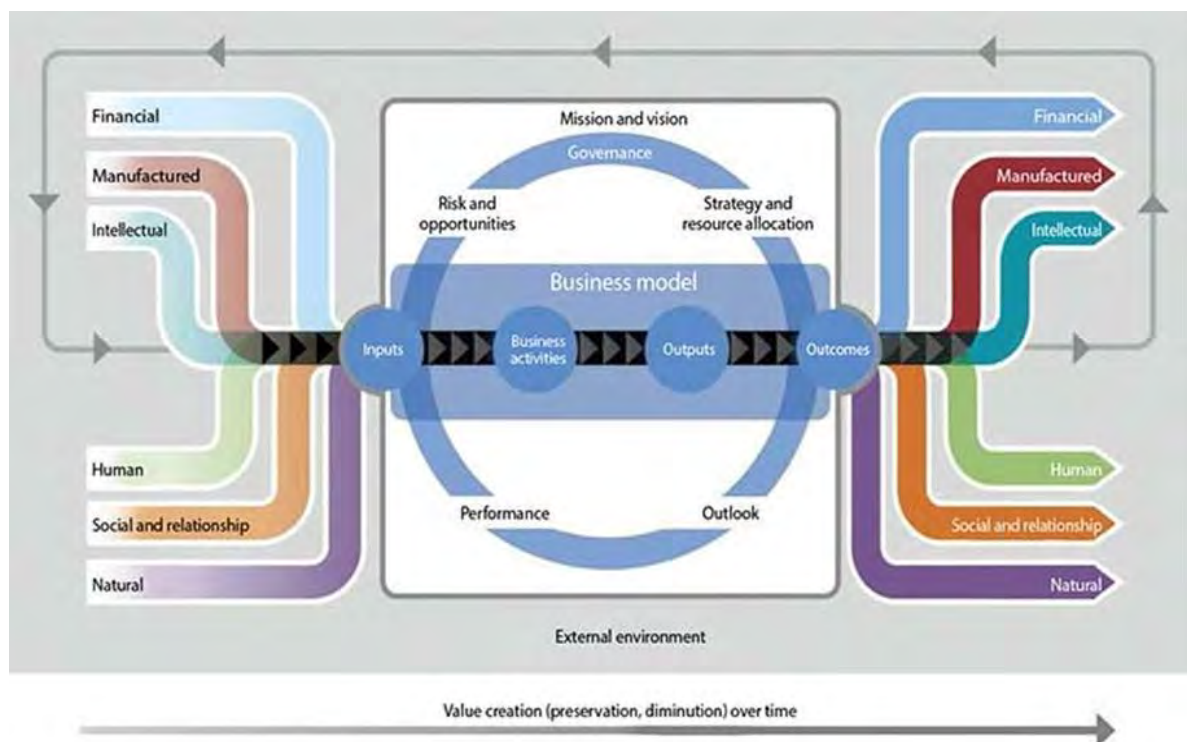 Financial
Manufactured
Intellectual
Human
Social and relationship
Natural
Mission and vision
Governance
Risk and
opportunities
Strategy and
resource allocation
Business model
Inputs
Business
activities
Outputs
Outcomes
Performance
Outlook
Financial
Manufactured
Intellectual
Human
Social and relationship
Natural
External environment
Value creation (preservation, diminution) over time